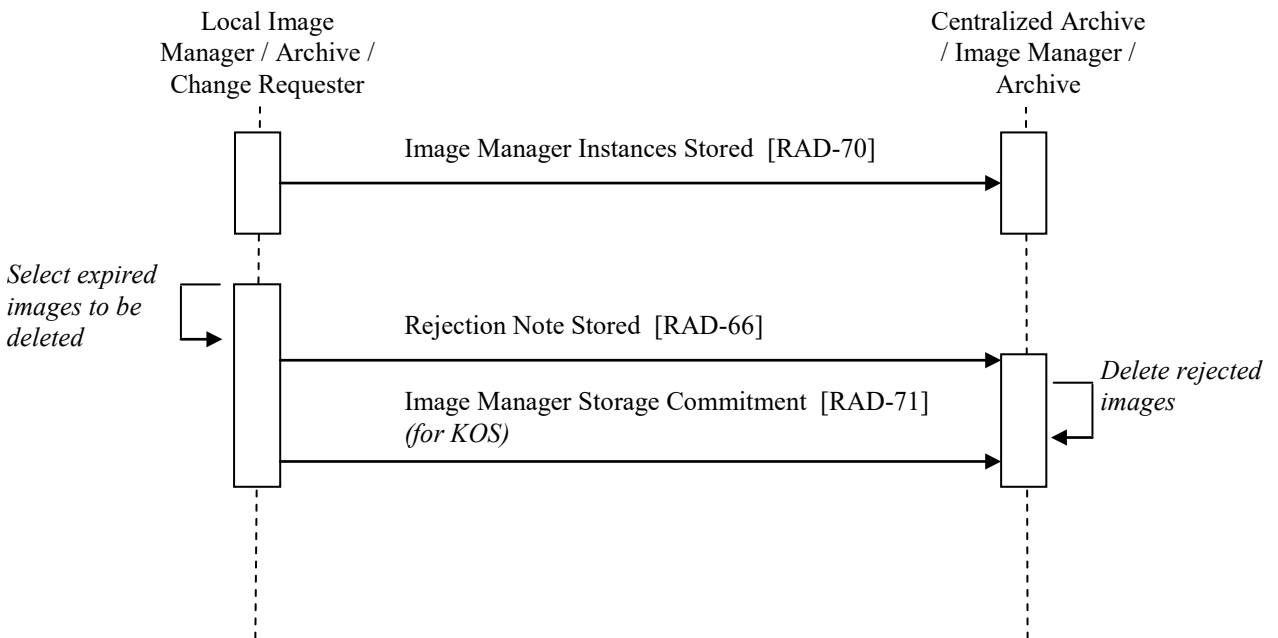 Local Image
Manager / Archive /
Change Requester
Centralized Archive
/ Image Manager /
Archive
Image Manager Instances Stored [RAD-70]
Select expired
images to be
deleted
Rejection Note Stored [RAD-66]
Delete rejected
images
Image Manager Storage Commitment [RAD-71]
(for KOS)